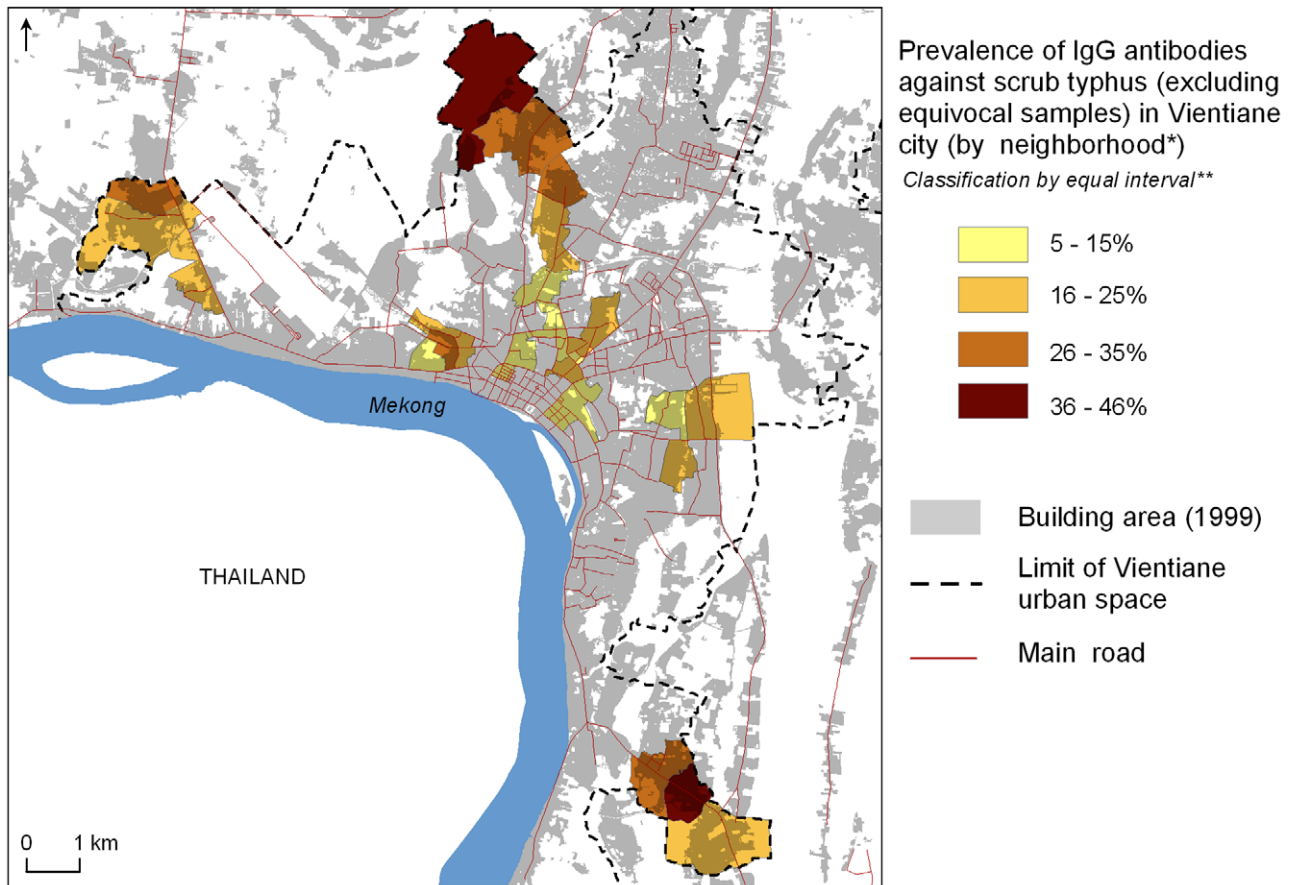 Mekong
THAILAND
0 1 km
Prevalence of IgG antibodies
against scrub typhus (excluding
equivocal samples) in Vientiane
city (by neighborhood*)
Classification by equal interval**
5 - 15%
16 - 25%
26 - 35%
36 - 46%
Building area (1999)
Limit of Vientiane
urban space
Main road